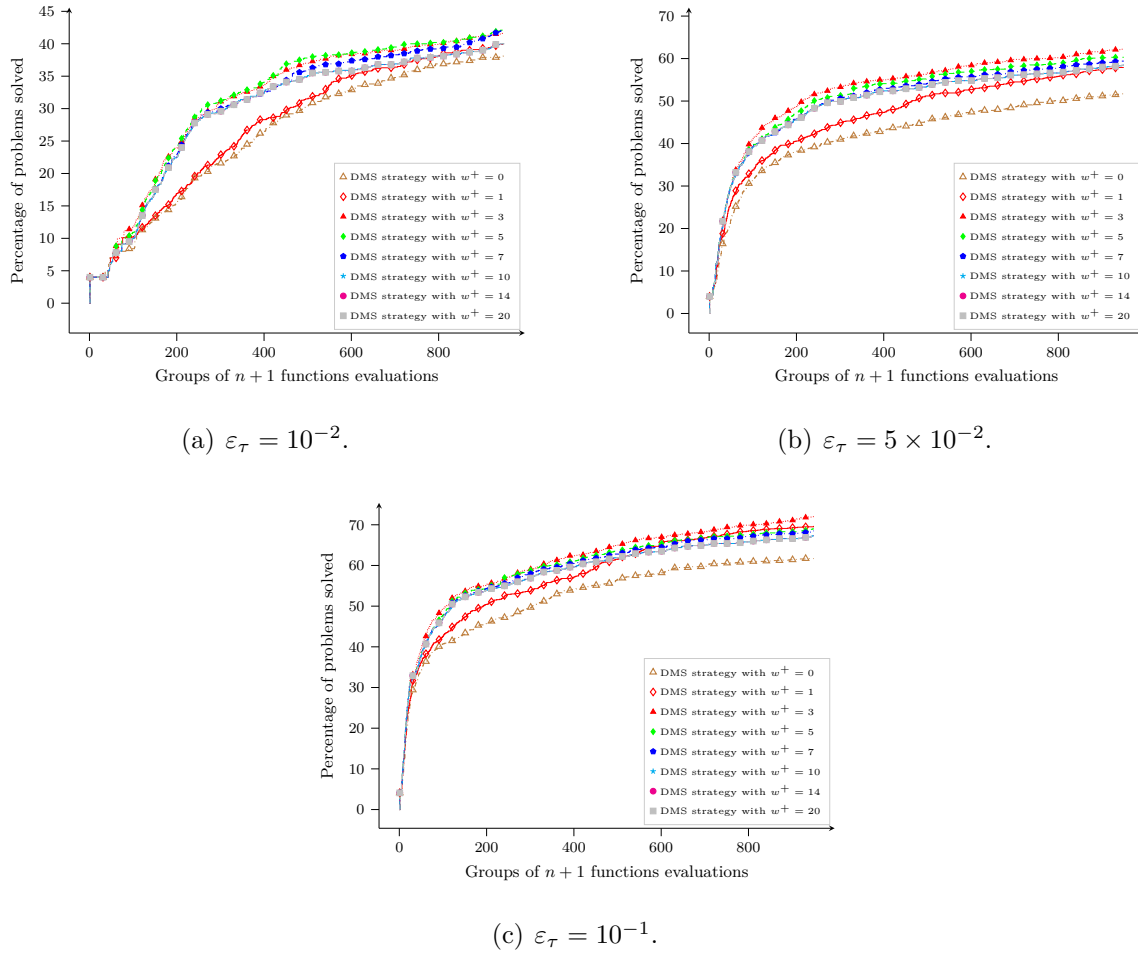 45
40
35
30
25
20
15
10
5
0
Percentage of problems solved
DMS strategy with w⁺ = 0
DMS strategy with w⁺ = 1
DMS strategy with w⁺ = 3
DMS strategy with w⁺ = 5
DMS strategy with w⁺ = 7
DMS strategy with w⁺ = 10
DMS strategy with w⁺ = 14
DMS strategy with w⁺ = 20
0 200 400 600 800
Groups of n + 1 functions evaluations
(a) ε_τ = 10⁻².
70
60
50
40
30
20
10
0
Percentage of problems solved
DMS strategy with w⁺ = 0
DMS strategy with w⁺ = 1
DMS strategy with w⁺ = 3
DMS strategy with w⁺ = 5
DMS strategy with w⁺ = 7
DMS strategy with w⁺ = 10
DMS strategy with w⁺ = 14
DMS strategy with w⁺ = 20
0 200 400 600 800
Groups of n + 1 functions evaluations
(b) ε_τ = 5 × 10⁻².
70
60
50
40
30
20
10
0
Percentage of problems solved
DMS strategy with w⁺ = 0
DMS strategy with w⁺ = 1
DMS strategy with w⁺ = 3
DMS strategy with w⁺ = 5
DMS strategy with w⁺ = 7
DMS strategy with w⁺ = 10
DMS strategy with w⁺ = 14
DMS strategy with w⁺ = 20
0 200 400 600 800
Groups of n + 1 functions evaluations
(c) ε_τ = 10⁻¹.